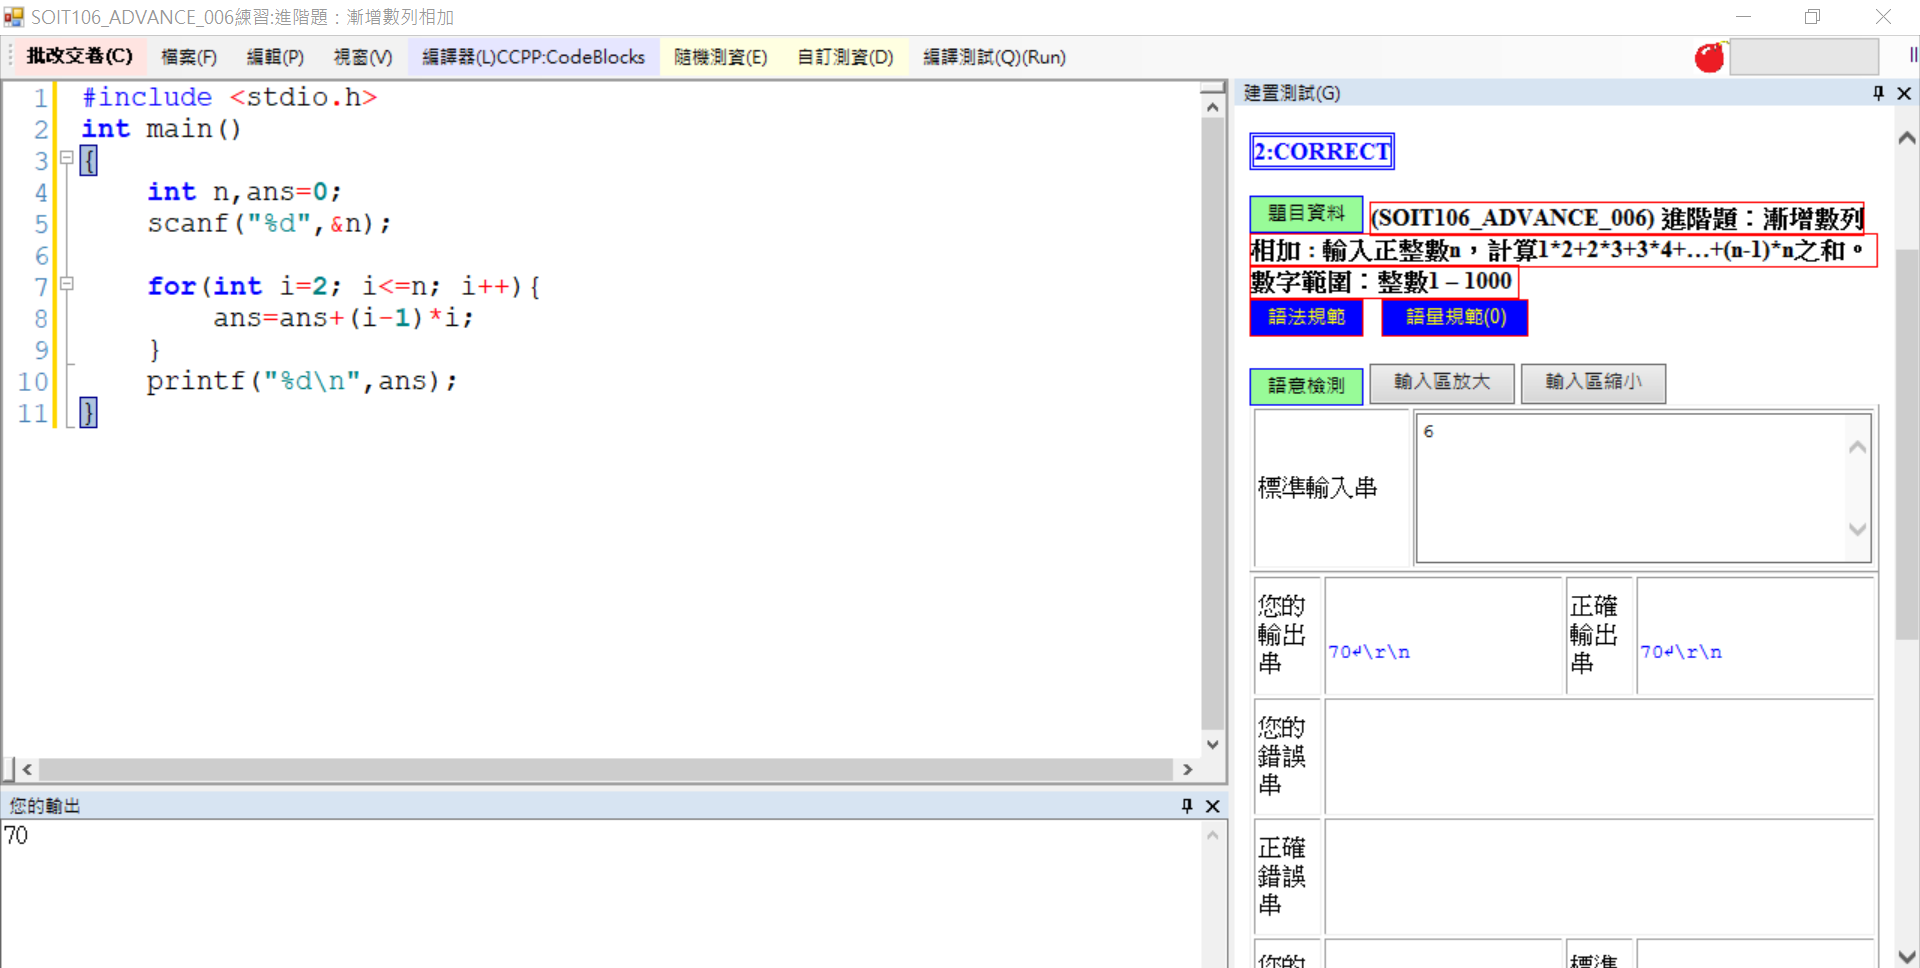 SOIT106_ADVANCE_006練習:進階題：漸增數列相加
批改交卷(C) 檔案(F) 編輯(P) 視窗(V) 編譯器(L)CCPP:CodeBlocks 隨機測資(E) 自訂測資(D) 編譯測試(Q)(Run)
1 #include <stdio.h>
2 int main()
3 {
4 int n,ans=0;
5 scanf("%d",&n);
6
7 for(int i=2; i<=n; i++){
8 ans=ans+(i-1)*i;
9 }
10 printf("%d\n",ans);
11 }
您的輸出
70
建置測試(G)
2:CORRECT
題目資料 (SOIT106_ADVANCE_006) 進階題：漸增數列
相加：輸入正整數n，計算1*2+2*3+3*4+…+(n-1)*n之和。
數字範圍：整數1 – 1000
語法規範 語量規範(0)
語意檢測 輸入區放大 輸入區縮小
標準輸入串 6
您的
輸出
串
70↲\r\n
正確
輸出
串
70↲\r\n
您的
錯誤
串
正確
錯誤
串
您的
標準